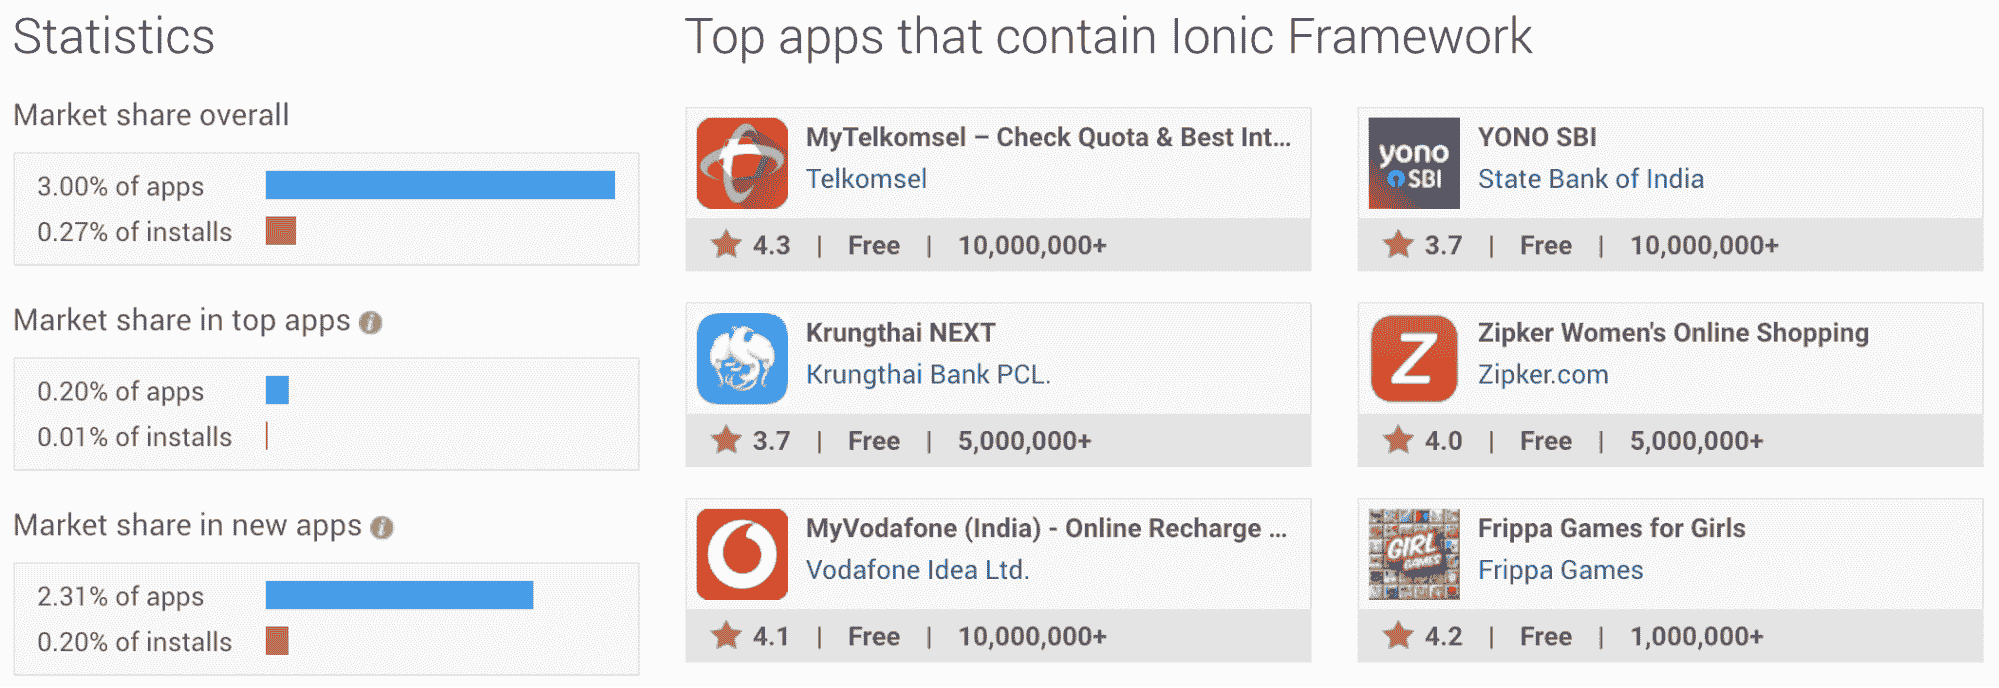 Statistics
Market share overall
3.00% of apps
0.27% of installs
Market share in top apps
0.20% of apps
0.01% of installs
Market share in new apps
2.31% of apps
0.20% of installs
Top apps that contain Ionic Framework
MyTelkomsel – Check Quota & Best Int...
Telkomsel
4.3 | Free | 10,000,000+
yono
SBI
YONO SBI
State Bank of India
3.7 | Free | 10,000,000+
Krungthai NEXT
Krungthai Bank PCL.
3.7 | Free | 5,000,000+
Z
Zipker Women's Online Shopping
Zipker.com
4.0 | Free | 5,000,000+
MyVodafone (India) - Online Recharge ...
Vodafone Idea Ltd.
4.1 | Free | 10,000,000+
GIRL
GAMES
Frippa Games for Girls
Frippa Games
4.2 | Free | 1,000,000+